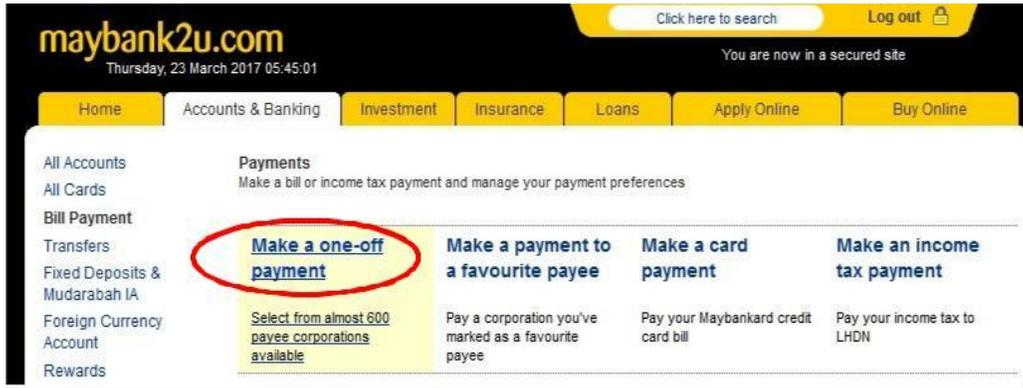 Click here to search
Log out
maybank2u.com
Thursday, 23 March 2017 05:45:01
You are now in a secured site
Home
Accounts & Banking
Investment
Insurance
Loans
Apply Online
Buy Online
All Accounts
All Cards
Bill Payment
Transfers
Fixed Deposits &
Mudarabah IA
Foreign Currency
Account
Rewards
Payments
Make a bill or income tax payment and manage your payment preferences
Make a one-off
payment
Select from almost 600
payee corporations
available
Make a payment to
a favourite payee
Pay a corporation you've
marked as a favourite
payee
Make a card
payment
Pay your Maybankard credit
card bill
Make an income
tax payment
Pay your income tax to
LHDN